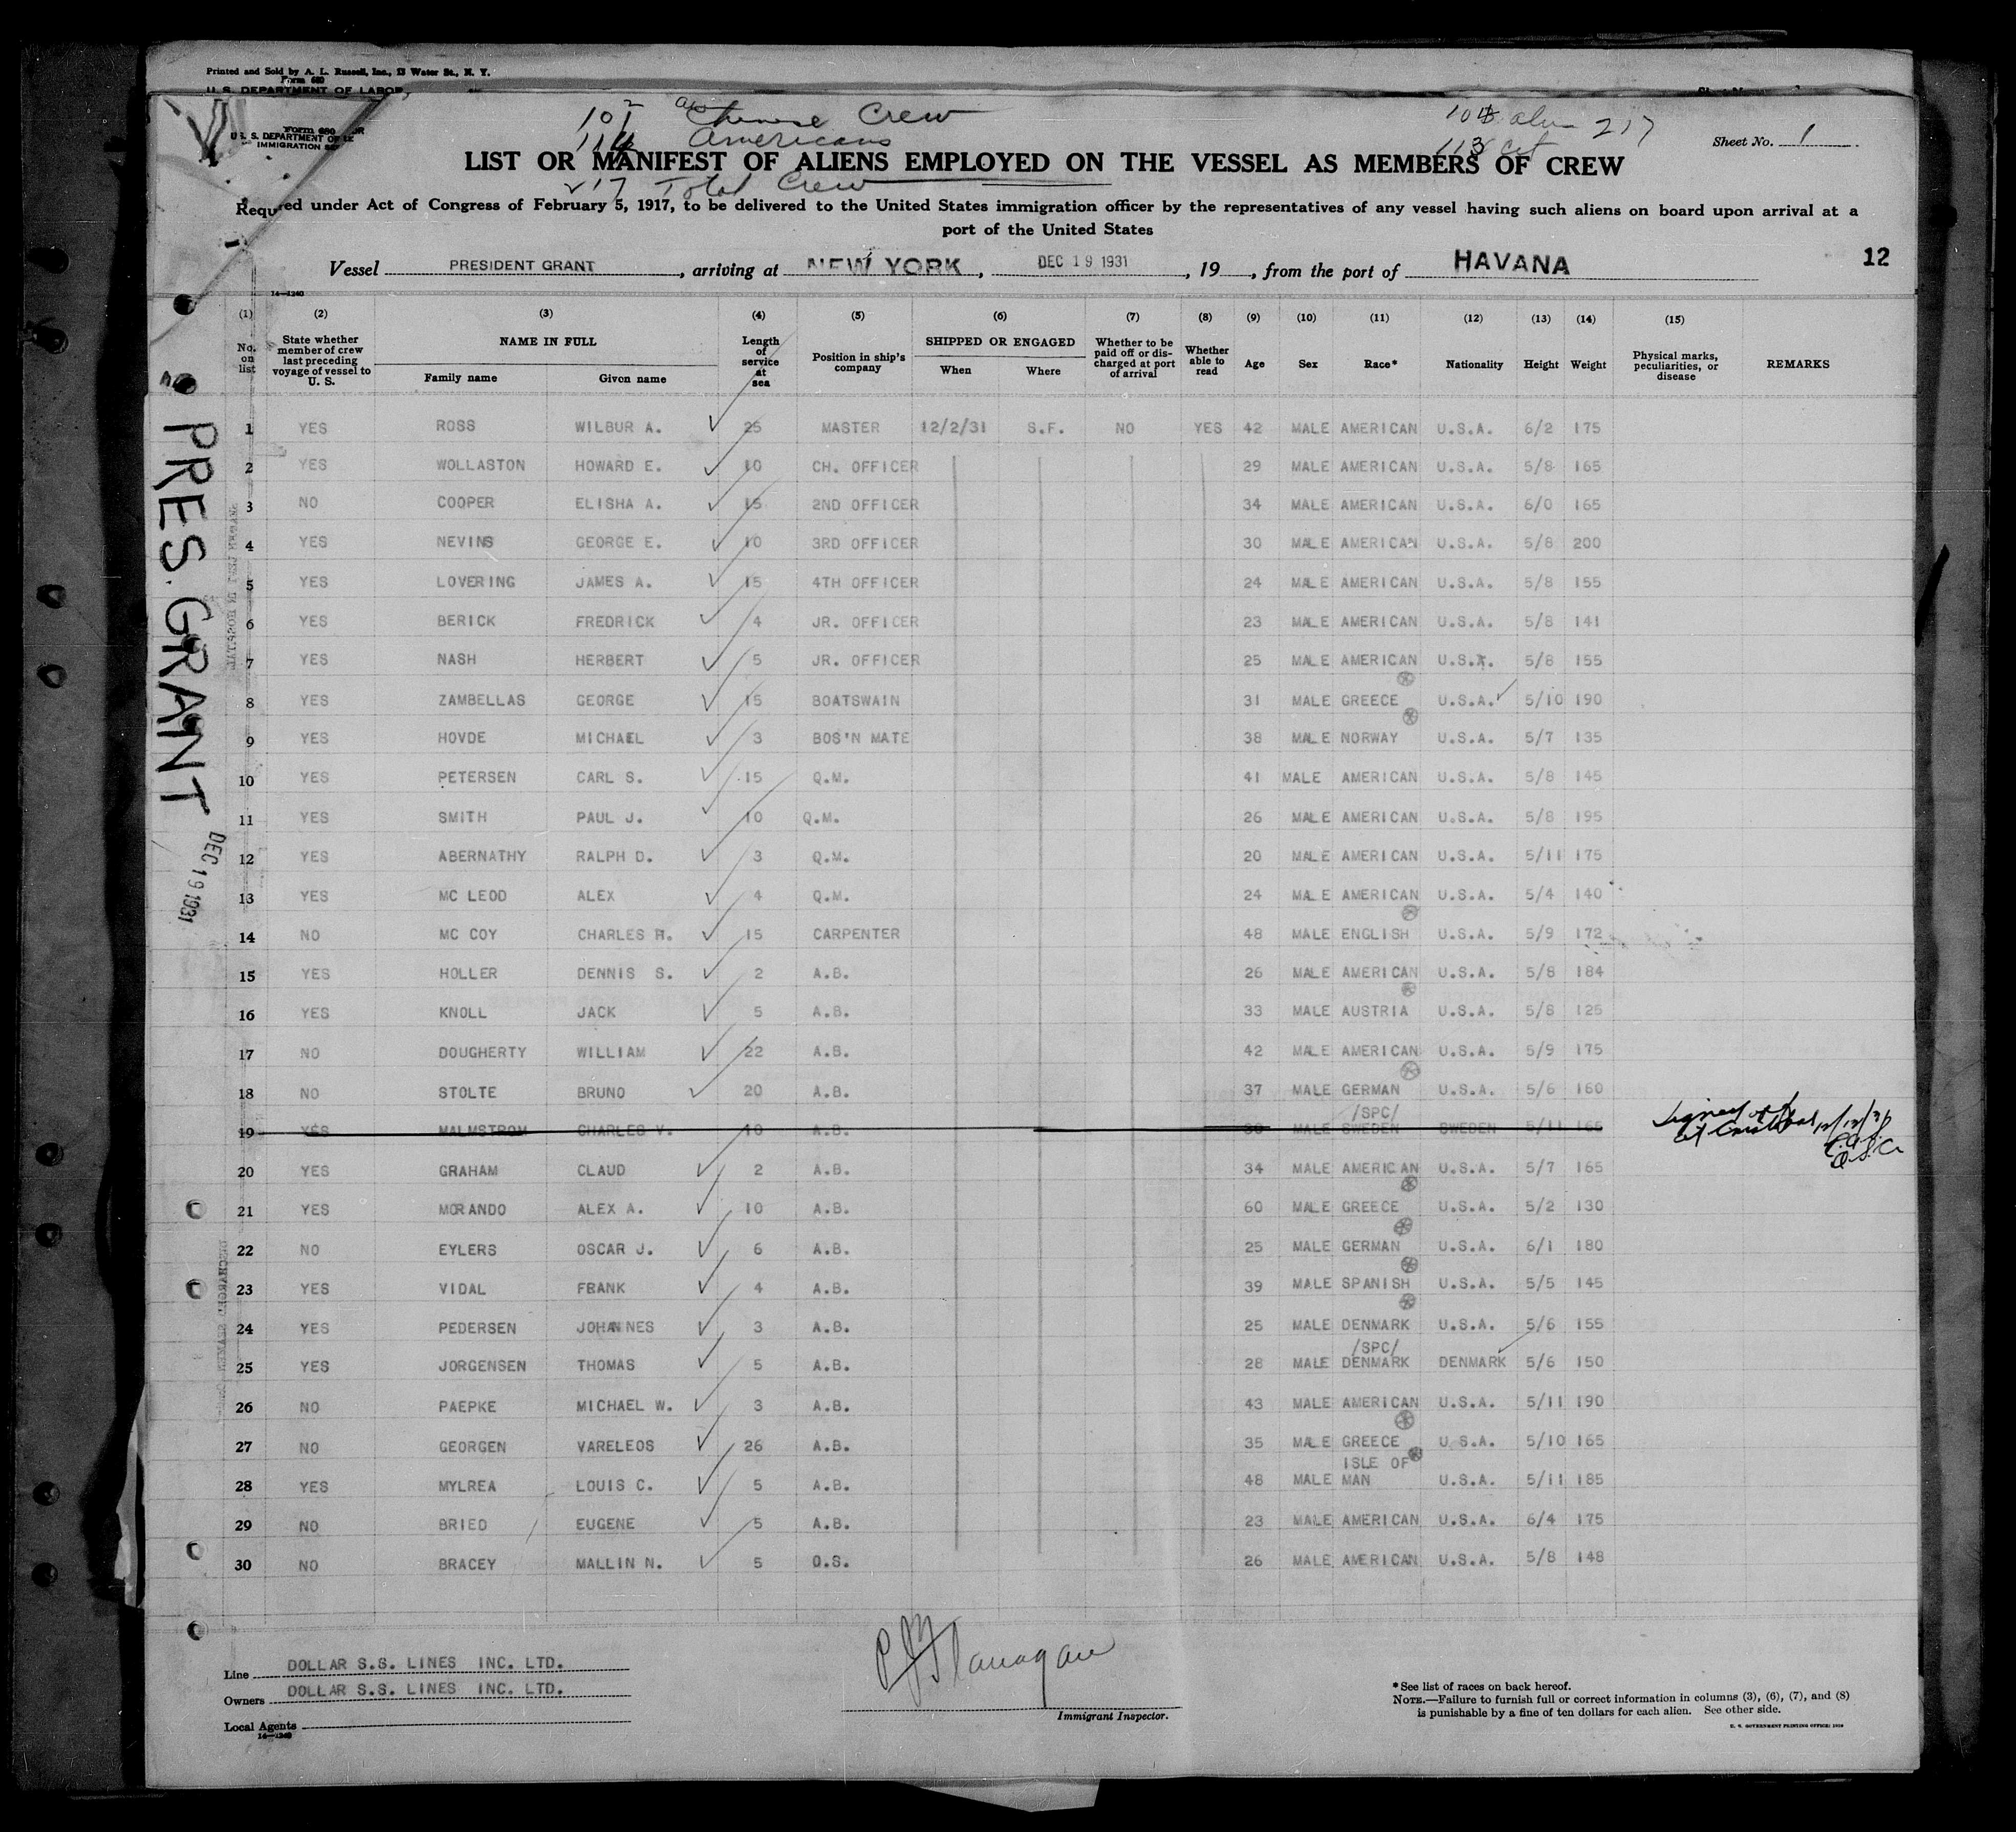 Printed and Sold by A. L. Russell, Inc., 13 Water St., N. Y.
Form 680
U. S. DEPARTMENT OF LABOR,
Form 680
U. S. DEPARTMENT OF
IMMIGRATION
Chinese Crew
Americans
217 Total Crew
217
113
Sheet No. 1
LIST OR MANIFEST OF ALIENS EMPLOYED ON THE VESSEL AS MEMBERS OF CREW
Required under Act of Congress of February 5, 1917, to be delivered to the United States immigration officer by the representatives of any vessel having such aliens on board upon arrival at a
port of the United States
Vessel PRESIDENT GRANT, arriving at NEW YORK, DEC 19 1931, 19 , from the port of HAVANA 12
14—1240
(1) (2) (3) (4) (5) (6) (7) (8) (9) (10) (11) (12) (13) (14) (15)
No. on list
State whether member of crew last preceding voyage of vessel to U. S.
NAME IN FULL
Family name Given name
Length of service at sea
Position in ship's company
SHIPPED OR ENGAGED
When Where
Whether to be paid off or discharged at port of arrival
Whether able to read
Age Sex Race* Nationality Height Weight
Physical marks, peculiarities, or disease
REMARKS
1 YES ROSS WILBUR A. 25 MASTER 12/2/31 S.F. NO YES 42 MALE AMERICAN U.S.A. 6/2 175
2 YES WOLLASTON HOWARD E. 10 CH. OFFICER 29 MALE AMERICAN U.S.A. 5/8 165
3 NO COOPER ELISHA A. 15 2ND OFFICER 34 MALE AMERICAN U.S.A. 6/0 165
4 YES NEVINS GEORGE E. 10 3RD OFFICER 30 MALE AMERICAN U.S.A. 5/8 200
5 YES LOVERING JAMES A. 15 4TH OFFICER 24 MALE AMERICAN U.S.A. 5/8 155
6 YES BERICK FREDRICK 4 JR. OFFICER 23 MALE AMERICAN U.S.A. 5/8 141
7 YES NASH HERBERT 5 JR. OFFICER 25 MALE AMERICAN U.S.A. 5/8 155
8 YES ZAMBELLAS GEORGE 15 BOATSWAIN 31 MALE GREECE U.S.A. 5/10 190
9 YES HOVDE MICHAEL 3 BOS'N MATE 38 MALE NORWAY U.S.A. 5/7 135
10 YES PETERSEN CARL S. 15 Q.M. 41 MALE AMERICAN U.S.A. 5/8 145
11 YES SMITH PAUL J. 10 Q.M. 26 MALE AMERICAN U.S.A. 5/8 195
12 YES ABERNATHY RALPH D. 3 Q.M. 20 MALE AMERICAN U.S.A. 5/11 175
13 YES MC LEOD ALEX 4 Q.M. 24 MALE AMERICAN U.S.A. 5/4 140
14 NO MC COY CHARLES H. 15 CARPENTER 48 MALE ENGLISH U.S.A. 5/9 172
15 YES HOLLER DENNIS S. 2 A.B. 26 MALE AMERICAN U.S.A. 5/8 184
16 YES KNOLL JACK 5 A.B. 33 MALE AUSTRIA U.S.A. 5/8 125
17 NO DOUGHERTY WILLIAM 22 A.B. 42 MALE AMERICAN U.S.A. 5/9 175
18 NO STOLTE BRUNO 20 A.B. 37 MALE GERMAN U.S.A. 5/6 160
/SPC/
19 YES MALMSTROM CHARLES V. 10 A.B. 38 MALE SWEDEN SWEDEN 5/11 165
20 YES GRAHAM CLAUD 2 A.B. 34 MALE AMERICAN U.S.A. 5/7 165
21 YES MORANDO ALEX A. 10 A.B. 60 MALE GREECE U.S.A. 5/2 130
22 NO EYLERS OSCAR J. 6 A.B. 25 MALE GERMAN U.S.A. 6/1 180
23 YES VIDAL FRANK 4 A.B. 39 MALE SPANISH U.S.A. 5/5 145
24 YES PEDERSEN JOHANNES 3 A.B. 25 MALE DENMARK U.S.A. 5/6 155
/SPC/
25 YES JORGENSEN THOMAS 5 A.B. 28 MALE DENMARK DENMARK 5/6 150
26 NO PAEPKE MICHAEL W. 3 A.B. 43 MALE AMERICAN U.S.A. 5/11 190
27 NO GEORGEN VARELEOS 26 A.B. 35 MALE GREECE U.S.A. 5/10 165
ISLE OF
28 YES MYLREA LOUIS C. 5 A.B. 48 MALE MAN U.S.A. 5/11 185
29 NO BRIED EUGENE 5 A.B. 23 MALE AMERICAN U.S.A. 6/4 175
30 NO BRACEY MALLIN N. 5 O.S. 26 MALE AMERICAN U.S.A. 5/8 148
PRES. GRANT
DEC 19 1931
Line DOLLAR S.S. LINES INC. LTD.
Owners DOLLAR S.S. LINES INC. LTD.
Local Agents
14—1240
P J Flanagan
Immigrant Inspector.
*See list of races on back hereof.
NOTE.—Failure to furnish full or correct information in columns (3), (6), (7), and (8)
is punishable by a fine of ten dollars for each alien. See other side.
U. S. GOVERNMENT PRINTING OFFICE: